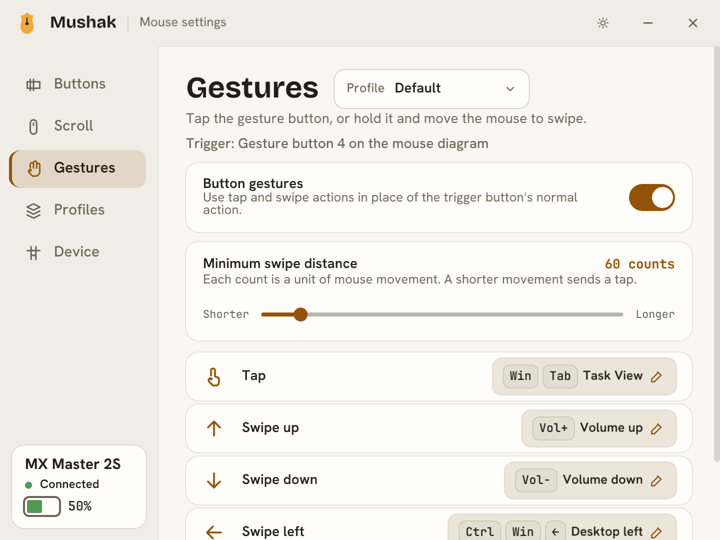 Mushak
Mouse settings
Buttons
Scroll
Gestures
Profiles
Device
MX Master 2S
Connected
50%
Gestures
Profile Default
Tap the gesture button, or hold it and move the mouse to swipe.
Trigger: Gesture button 4 on the mouse diagram
Button gestures
Use tap and swipe actions in place of the trigger button's normal
action.
Minimum swipe distance
60 counts
Each count is a unit of mouse movement. A shorter movement sends a tap.
Shorter
Longer
Tap
Win Tab Task View
Swipe up
Vol+ Volume up
Swipe down
Vol- Volume down
Swipe left
Ctrl Win ← Desktop left